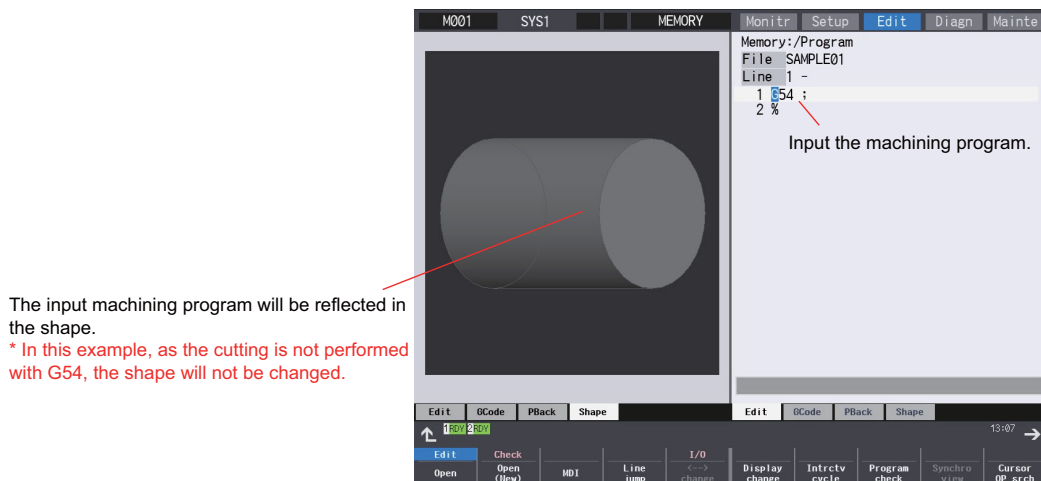 M001 SYS1 MEMORY Monitr Setup Edit Diagn Mainte
Memory:/Program
File SAMPLE01
Line 1 -
1 G54 ;
2 %
Input the machining program.
The input machining program will be reflected in
the shape.
* In this example, as the cutting is not performed
with G54, the shape will not be changed.
Edit GCode PBack Shape Edit GCode PBack Shape
1 RDY 2 RDY 13:07
Edit Check I/O
Open Open (New) MDI Line jump <--> change Display change Intrctv cycle Program check Synchro view Cursor OP srch